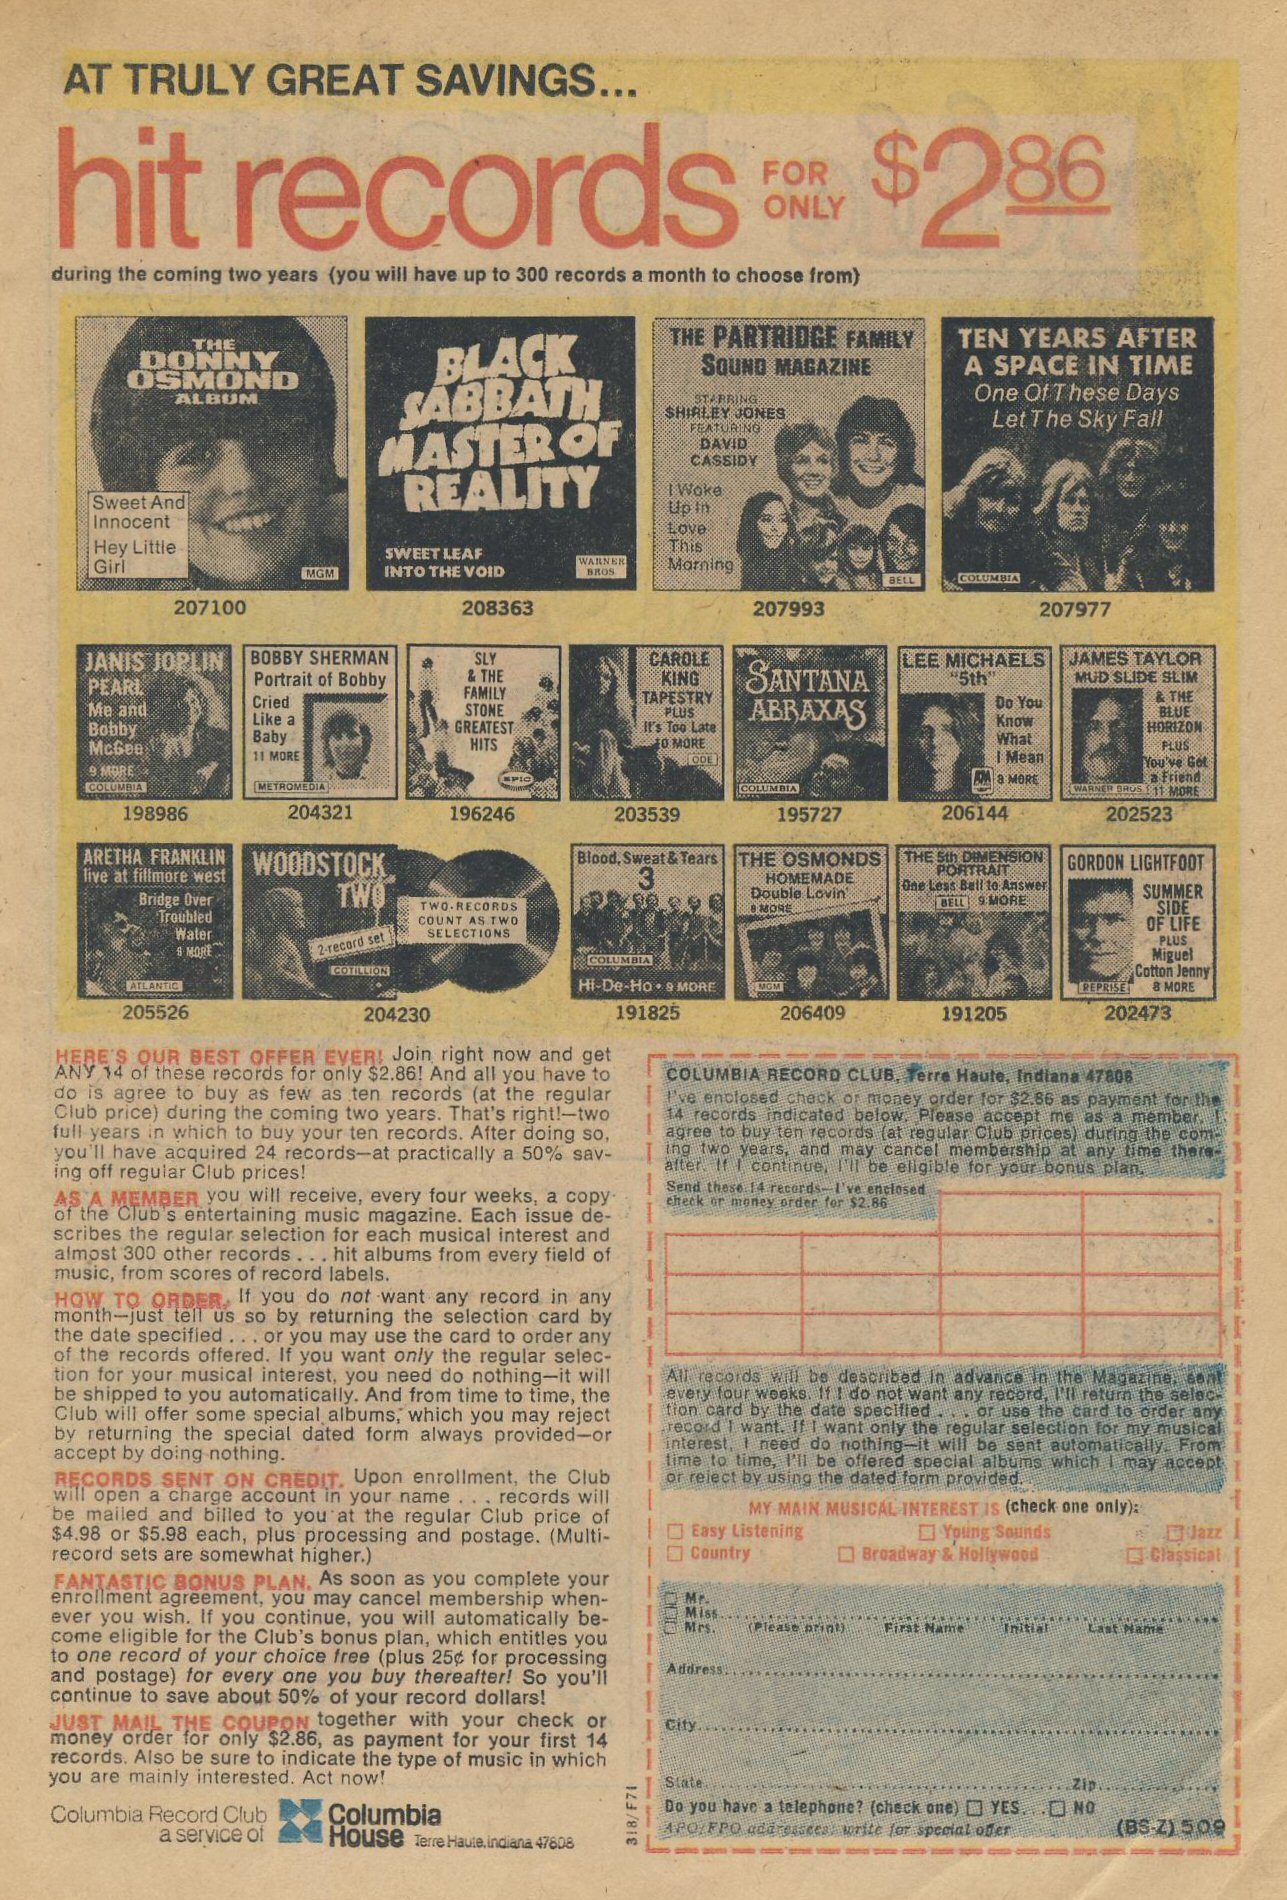 AT TRULY GREAT SAVINGS...
hit records FOR ONLY $2.86
during the coming two years (you will have up to 300 records a month to choose from)
THE
DONNY
OSMOND
ALBUM
Sweet And
Innocent
Hey Little
Girl
MGM
207100
BLACK
SABBATH
MASTER OF
REALITY
SWEET LEAF
INTO THE VOID
WARNER
BROS.
208363
THE PARTRIDGE FAMILY
SOUND MAGAZINE
STARRING
SHIRLEY JONES
FEATURING
DAVID
CASSIDY
I Woke
Up In
Love
This
Morning
BELL
207993
TEN YEARS AFTER
A SPACE IN TIME
One Of These Days
Let The Sky Fall
COLUMBIA
207977
JANIS JOPLIN
PEARL
Me and
Bobby
McGee
9 MORE
COLUMBIA
198986
BOBBY SHERMAN
Portrait of Bobby
Cried
Like a
Baby
11 MORE
METROMEDIA
204321
SLY
& THE
FAMILY
STONE
GREATEST
HITS
EPIC
196246
CAROLE
KING
TAPESTRY
PLUS
It's Too Late
10 MORE
ODE
203539
SANTANA
ABRAXAS
COLUMBIA
195727
LEE MICHAELS
"5th"
Do You
Know
What
I Mean
8 MORE
A&M
206144
JAMES TAYLOR
MUD SLIDE SLIM
& THE
BLUE
HORIZON
PLUS
You've Got
a Friend
WARNER BROS. 11 MORE
202523
ARETHA FRANKLIN
live at fillmore west
Bridge Over
Troubled
Water
9 MORE
ATLANTIC
205526
WOODSTOCK
TWO
2-record set
COTILLION
TWO-RECORDS
COUNT AS TWO
SELECTIONS
204230
Blood, Sweat & Tears
3
COLUMBIA
Hi-De-Ho • 9 MORE
191825
THE OSMONDS
HOMEMADE
Double Lovin'
MORE
MGM
206409
THE 5th DIMENSION
PORTRAIT
One Less Bell to Answer
BELL 9 MORE
191205
GORDON LIGHTFOOT
SUMMER
SIDE
OF LIFE
PLUS
Miguel
Cotton Jenny
REPRISE 8 MORE
202473
HERE'S OUR BEST OFFER EVER! Join right now and get
ANY 14 of these records for only $2.86! And all you have to
do is agree to buy as few as ten records (at the regular
Club price) during the coming two years. That's right!—two
full years in which to buy your ten records. After doing so,
you'll have acquired 24 records—at practically a 50% sav-
ing off regular Club prices!
AS A MEMBER you will receive, every four weeks, a copy
of the Club's entertaining music magazine. Each issue de-
scribes the regular selection for each musical interest and
almost 300 other records . . . hit albums from every field of
music, from scores of record labels.
HOW TO ORDER. If you do not want any record in any
month—just tell us so by returning the selection card by
the date specified . . . or you may use the card to order any
of the records offered. If you want only the regular selec-
tion for your musical interest, you need do nothing—it will
be shipped to you automatically. And from time to time, the
Club will offer some special albums, which you may reject
by returning the special dated form always provided—or
accept by doing nothing.
RECORDS SENT ON CREDIT. Upon enrollment, the Club
will open a charge account in your name . . . records will
be mailed and billed to you at the regular Club price of
$4.98 or $5.98 each, plus processing and postage. (Multi-
record sets are somewhat higher.)
FANTASTIC BONUS PLAN. As soon as you complete your
enrollment agreement, you may cancel membership when-
ever you wish. If you continue, you will automatically be-
come eligible for the Club's bonus plan, which entitles you
to one record of your choice free (plus 25¢ for processing
and postage) for every one you buy thereafter! So you'll
continue to save about 50% of your record dollars!
JUST MAIL THE COUPON together with your check or
money order for only $2.86, as payment for your first 14
records. Also be sure to indicate the type of music in which
you are mainly interested. Act now!
Columbia Record Club
a service of
Columbia
House Terre Haute, Indiana 47808
318/F71
COLUMBIA RECORD CLUB, Terre Haute, Indiana 47808
I've enclosed check or money order for $2.86 as payment for the
14 records indicated below. Please accept me as a member. I
agree to buy ten records (at regular Club prices) during the com-
ing two years, and may cancel membership at any time there-
after. If I continue, I'll be eligible for your bonus plan.
Send these 14 records—I've enclosed
check or money order for $2.86
All records will be described in advance in the Magazine, sent
every four weeks. If I do not want any record, I'll return the selec-
tion card by the date specified . . . or use the card to order any
record I want. If I want only the regular selection for my musical
interest, I need do nothing—it will be sent automatically. From
time to time, I'll be offered special albums which I may accept
or reject by using the dated form provided.
MY MAIN MUSICAL INTEREST IS (check one only):
Easy Listening Young Sounds Jazz
Country Broadway & Hollywood Classical
Mr.
Miss
Mrs. (Please print) First Name Initial Last Name
Address
City
State Zip
Do you have a telephone? (check one) YES NO
APO/FPO addressees: write for special offer (BS-Z) 509